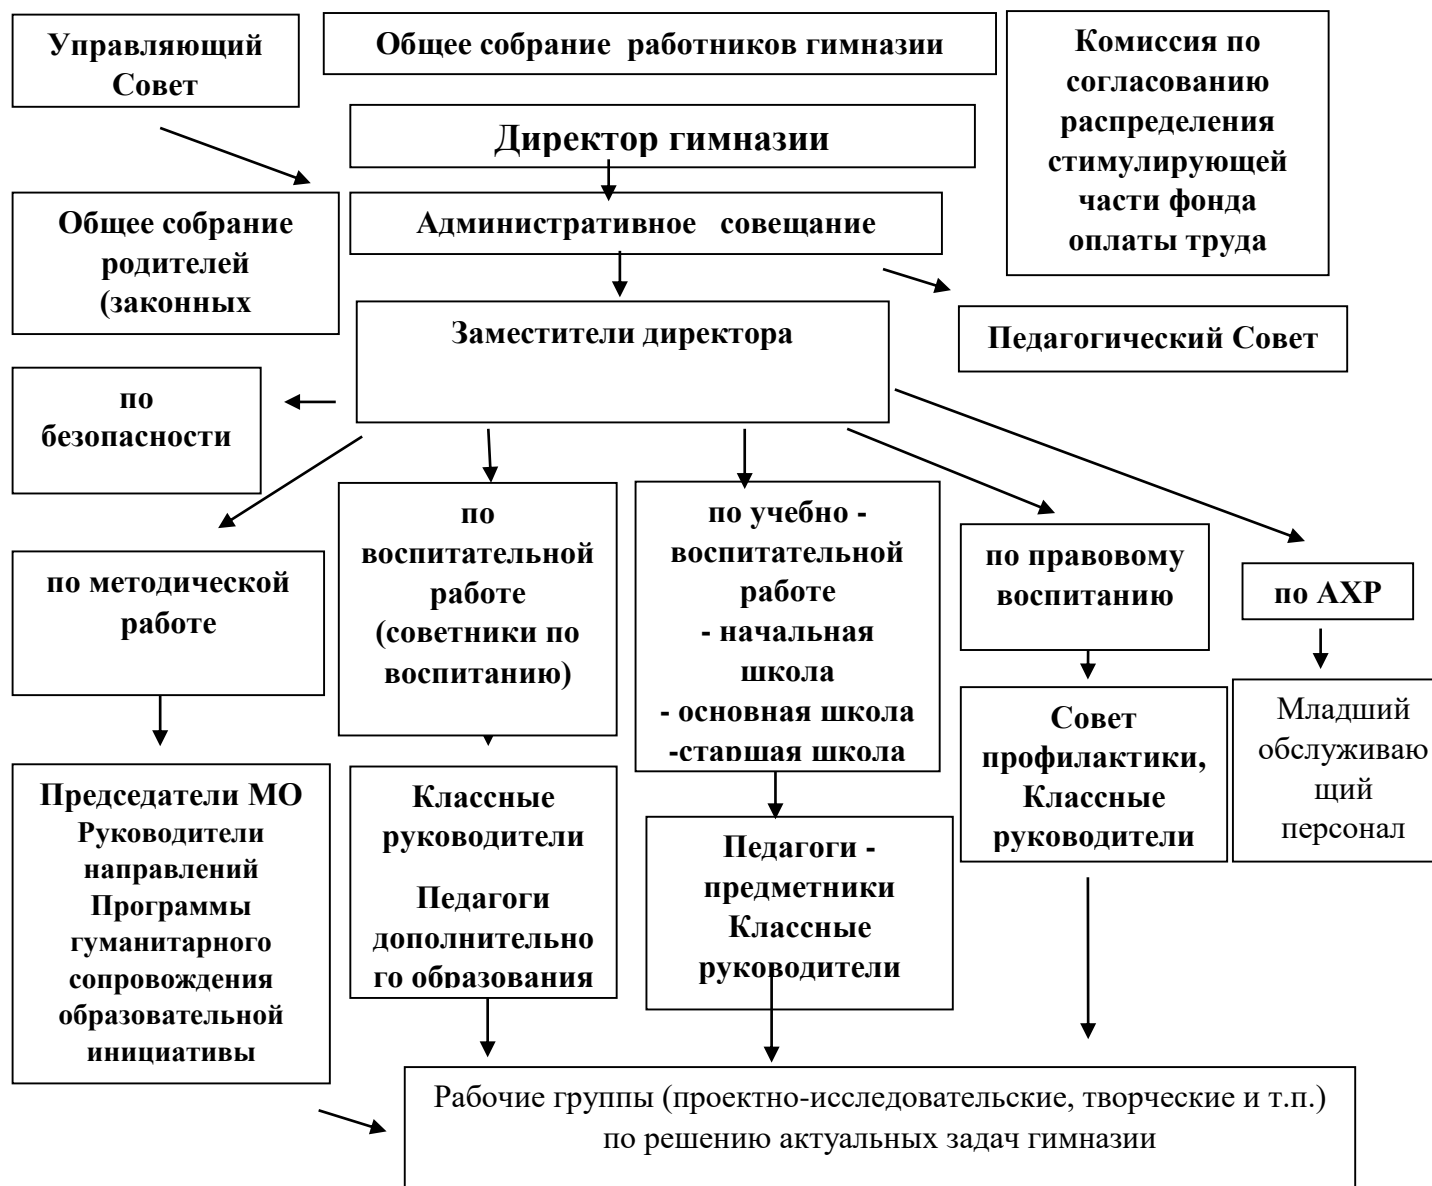 Управляющий
Совет
Общее собрание работников гимназии
Комиссия по
согласованию
распределения
стимулирующей
части фонда
оплаты труда
Директор гимназии
Общее собрание
родителей
(законных
Административное совещание
Заместители директора
Педагогический Совет
по
безопасности
по методической
работе
по
воспитательной
работе
(советники по
воспитанию)
по учебно -
воспитательной
работе
- начальная
школа
- основная школа
-старшая школа
по правовому
воспитанию
по АХР
Председатели МО
Руководители
направлений
Программы
гуманитарного
сопровождения
образовательной
инициативы
Классные
руководители
Педагоги
дополнительно
го образования
Педагоги -
предметники
Классные
руководители
Совет
профилактики,
Классные
руководители
Младший
обслуживаю
щий
персонал
Рабочие группы (проектно-исследовательские, творческие и т.п.)
по решению актуальных задач гимназии